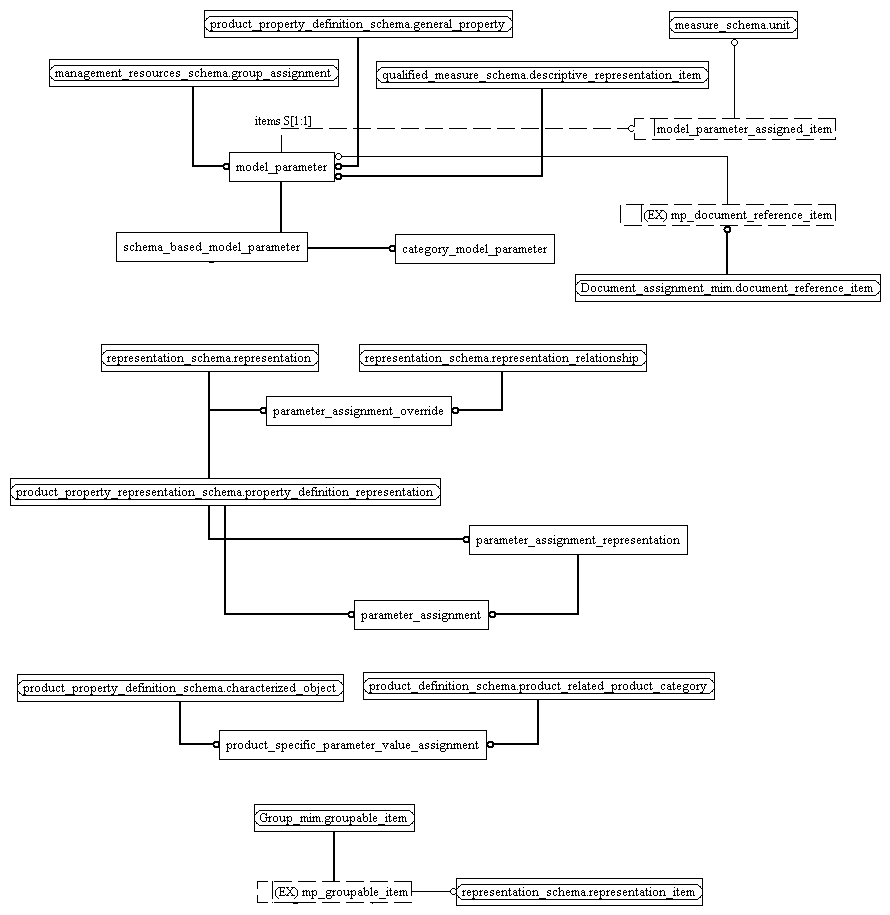 product_property_definition_schema.general_property
measure_schema.unit
management_resources_schema.group_assignment
qualified_measure_schema.descriptive_representation_item
items S[1:1]
model_parameter_assigned_item
model_parameter
(EX) mp_document_reference_item
schema_based_model_parameter
category_model_parameter
Document_assignment_mim.document_reference_item
representation_schema.representation
representation_schema.representation_relationship
parameter_assignment_override
product_property_representation_schema.property_definition_representation
parameter_assignment_representation
parameter_assignment
product_property_definition_schema.characterized_object
product_definition_schema.product_related_product_category
product_specific_parameter_value_assignment
Group_mim.groupable_item
(EX) mp_groupable_item
representation_schema.representation_item